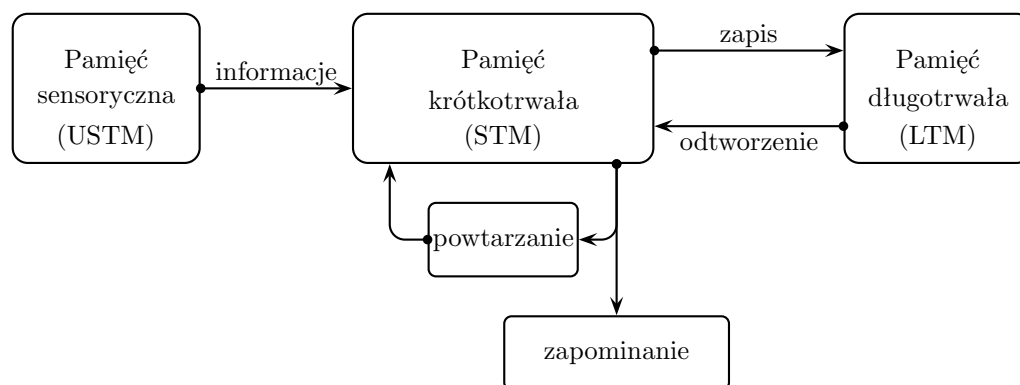 Pamięć
sensoryczna
(USTM)
informacje
Pamięć
krótkotrwała
(STM)
zapis
odtworzenie
Pamięć
długotrwała
(LTM)
powtarzanie
zapominanie